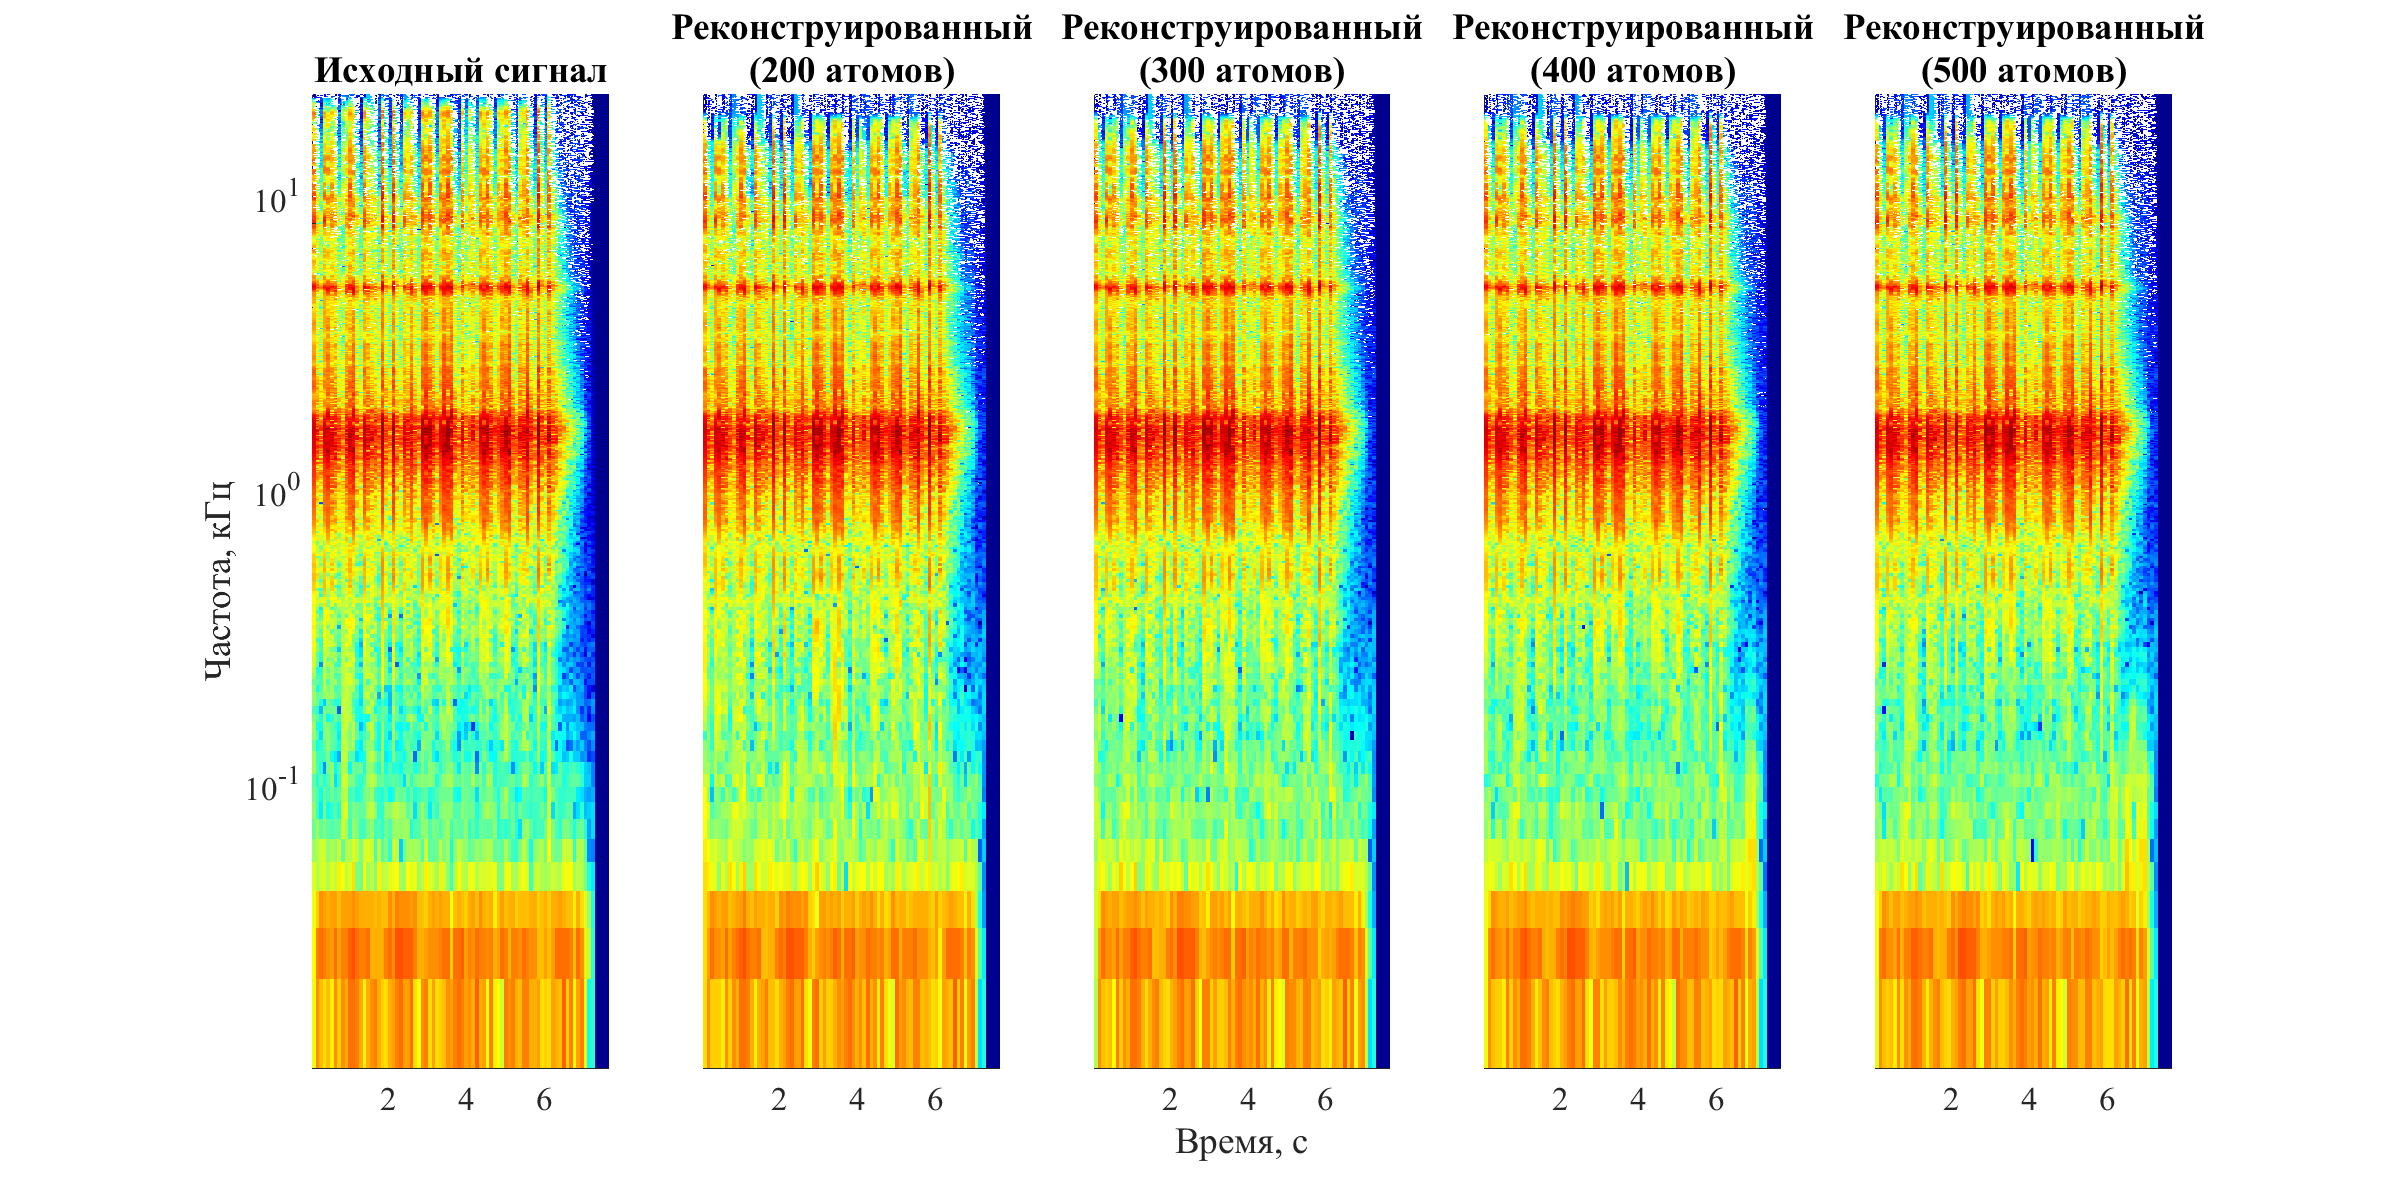 Исходный сигнал
Реконструированный
(200 атомов)
Реконструированный
(300 атомов)
Реконструированный
(400 атомов)
Реконструированный
(500 атомов)
Частота, кГц
10^1
10^0
10^-1
2 4 6
2 4 6
2 4 6
2 4 6
2 4 6
Время, с